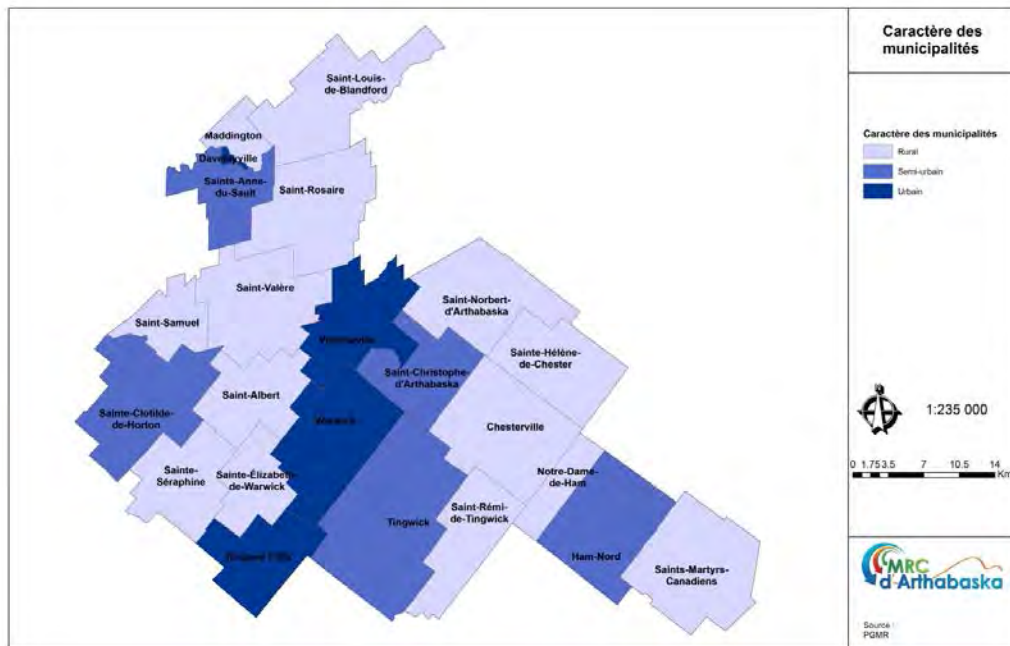 Caractère des
municipalités
Caractère des municipalités
Rural
Semi-urbain
Urbain
Saint-Louis-
de-Blandford
Maddington
Daveluyville
Sainte-Anne-
du-Sault
Saint-Rosaire
Saint-Valère
Saint-Samuel
Saint-Norbert-
d'Arthabaska
Victoriaville
Saint-Christophe-
d'Arthabaska
Sainte-Hélène-
de-Chester
Saint-Albert
Sainte-Clotilde-
de-Horton
Warwick
Chesterville
Sainte-
Séraphine
Sainte-Élizabeth-
de-Warwick
Notre-Dame-
de-Ham
Saint-Rémi-
de-Tingwick
Tingwick
Ham-Nord
Saints-Martyrs-
Canadiens
1:235 000
0 1.75 3.5 7 10.5 14
Km
MRC
d'Arthabaska
Source :
PGMR